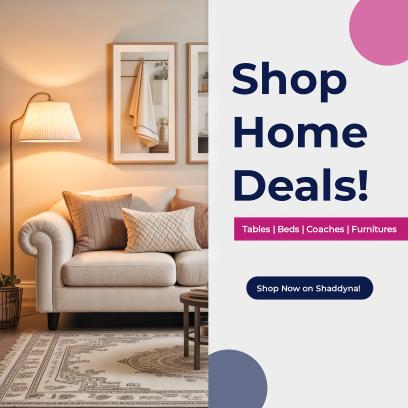 Shop
Home
Deals!
Tables | Beds | Coaches | Furnitures
Shop Now on Shaddyna!